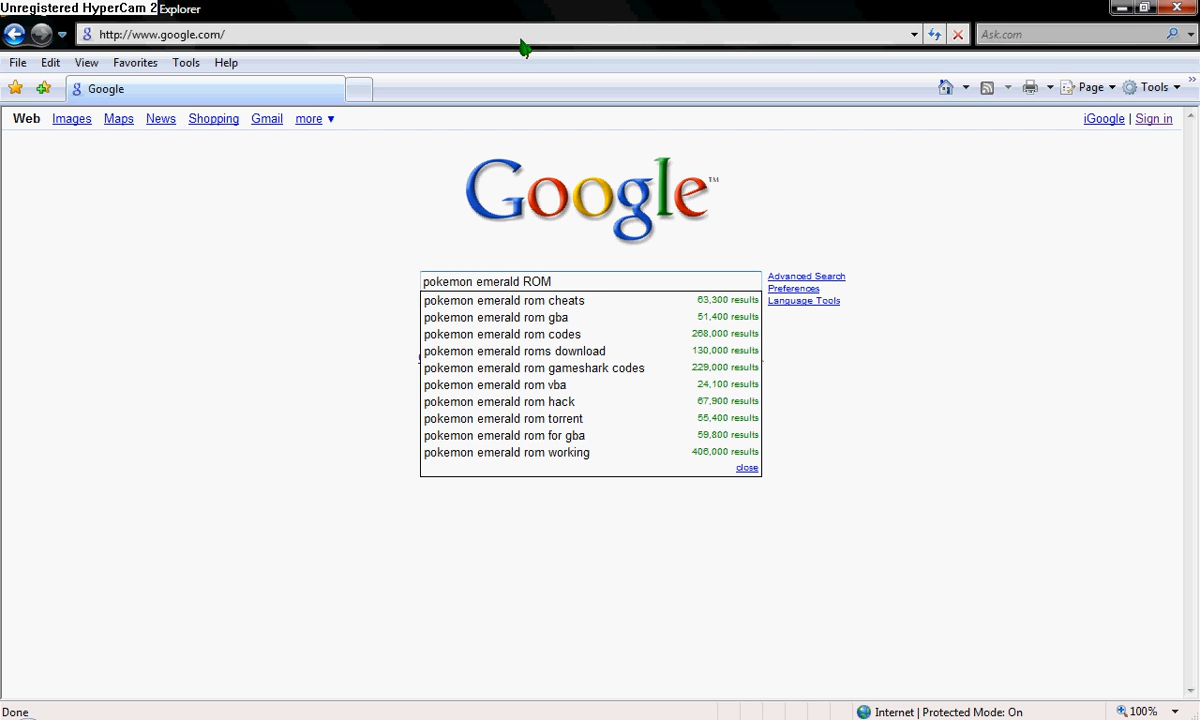 Unregistered HyperCam 2 Explorer
http://www.google.com/ Ask.com
File Edit View Favorites Tools Help
Google Page Tools
Web Images Maps News Shopping Gmail more ▼ iGoogle | Sign in
Google™
pokemon emerald ROM
Advanced Search
Preferences
Language Tools
pokemon emerald rom cheats 63,300 results
pokemon emerald rom gba 51,400 results
pokemon emerald rom codes 268,000 results
pokemon emerald roms download 130,000 results
pokemon emerald rom gameshark codes 229,000 results
pokemon emerald rom vba 24,100 results
pokemon emerald rom hack 67,900 results
pokemon emerald rom torrent 55,400 results
pokemon emerald rom for gba 59,800 results
pokemon emerald rom working 406,000 results
close
Done Internet | Protected Mode: On 100%